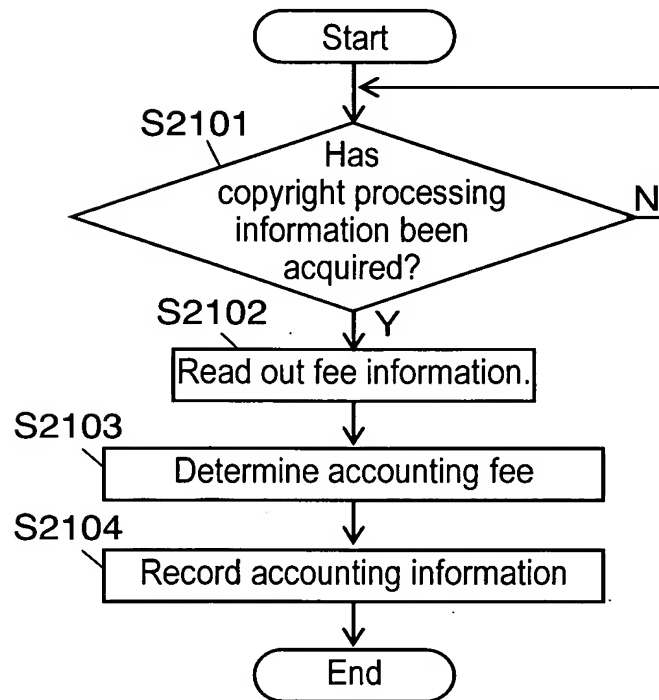 Start
S2101
Has
copyright processing
information been
acquired?
N
S2102
Y
Read out fee information.
S2103
Determine accounting fee
S2104
Record accounting information
End